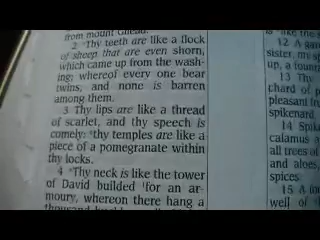 from mount Gilead.
2 Thy teeth are like a flock
of sheep that are even shorn,
which came up from the wash-
ing; whereof every one bear
twins, and none is barren
among them.
3 Thy lips are like a thread
of scarlet, and thy speech is
comely: thy temples are like a
piece of a pomegranate within
thy locks.
4 Thy neck is like the tower
of David builded for an ar-
moury, whereon there hang a
thousand
is like the
12 A gar
sister, my sp
up, a fount
13 Thy
chard of p
pleasant fr
spikenard
14 Spik
calamus a
all trees of
and aloes,
spices
15 A fo
well of